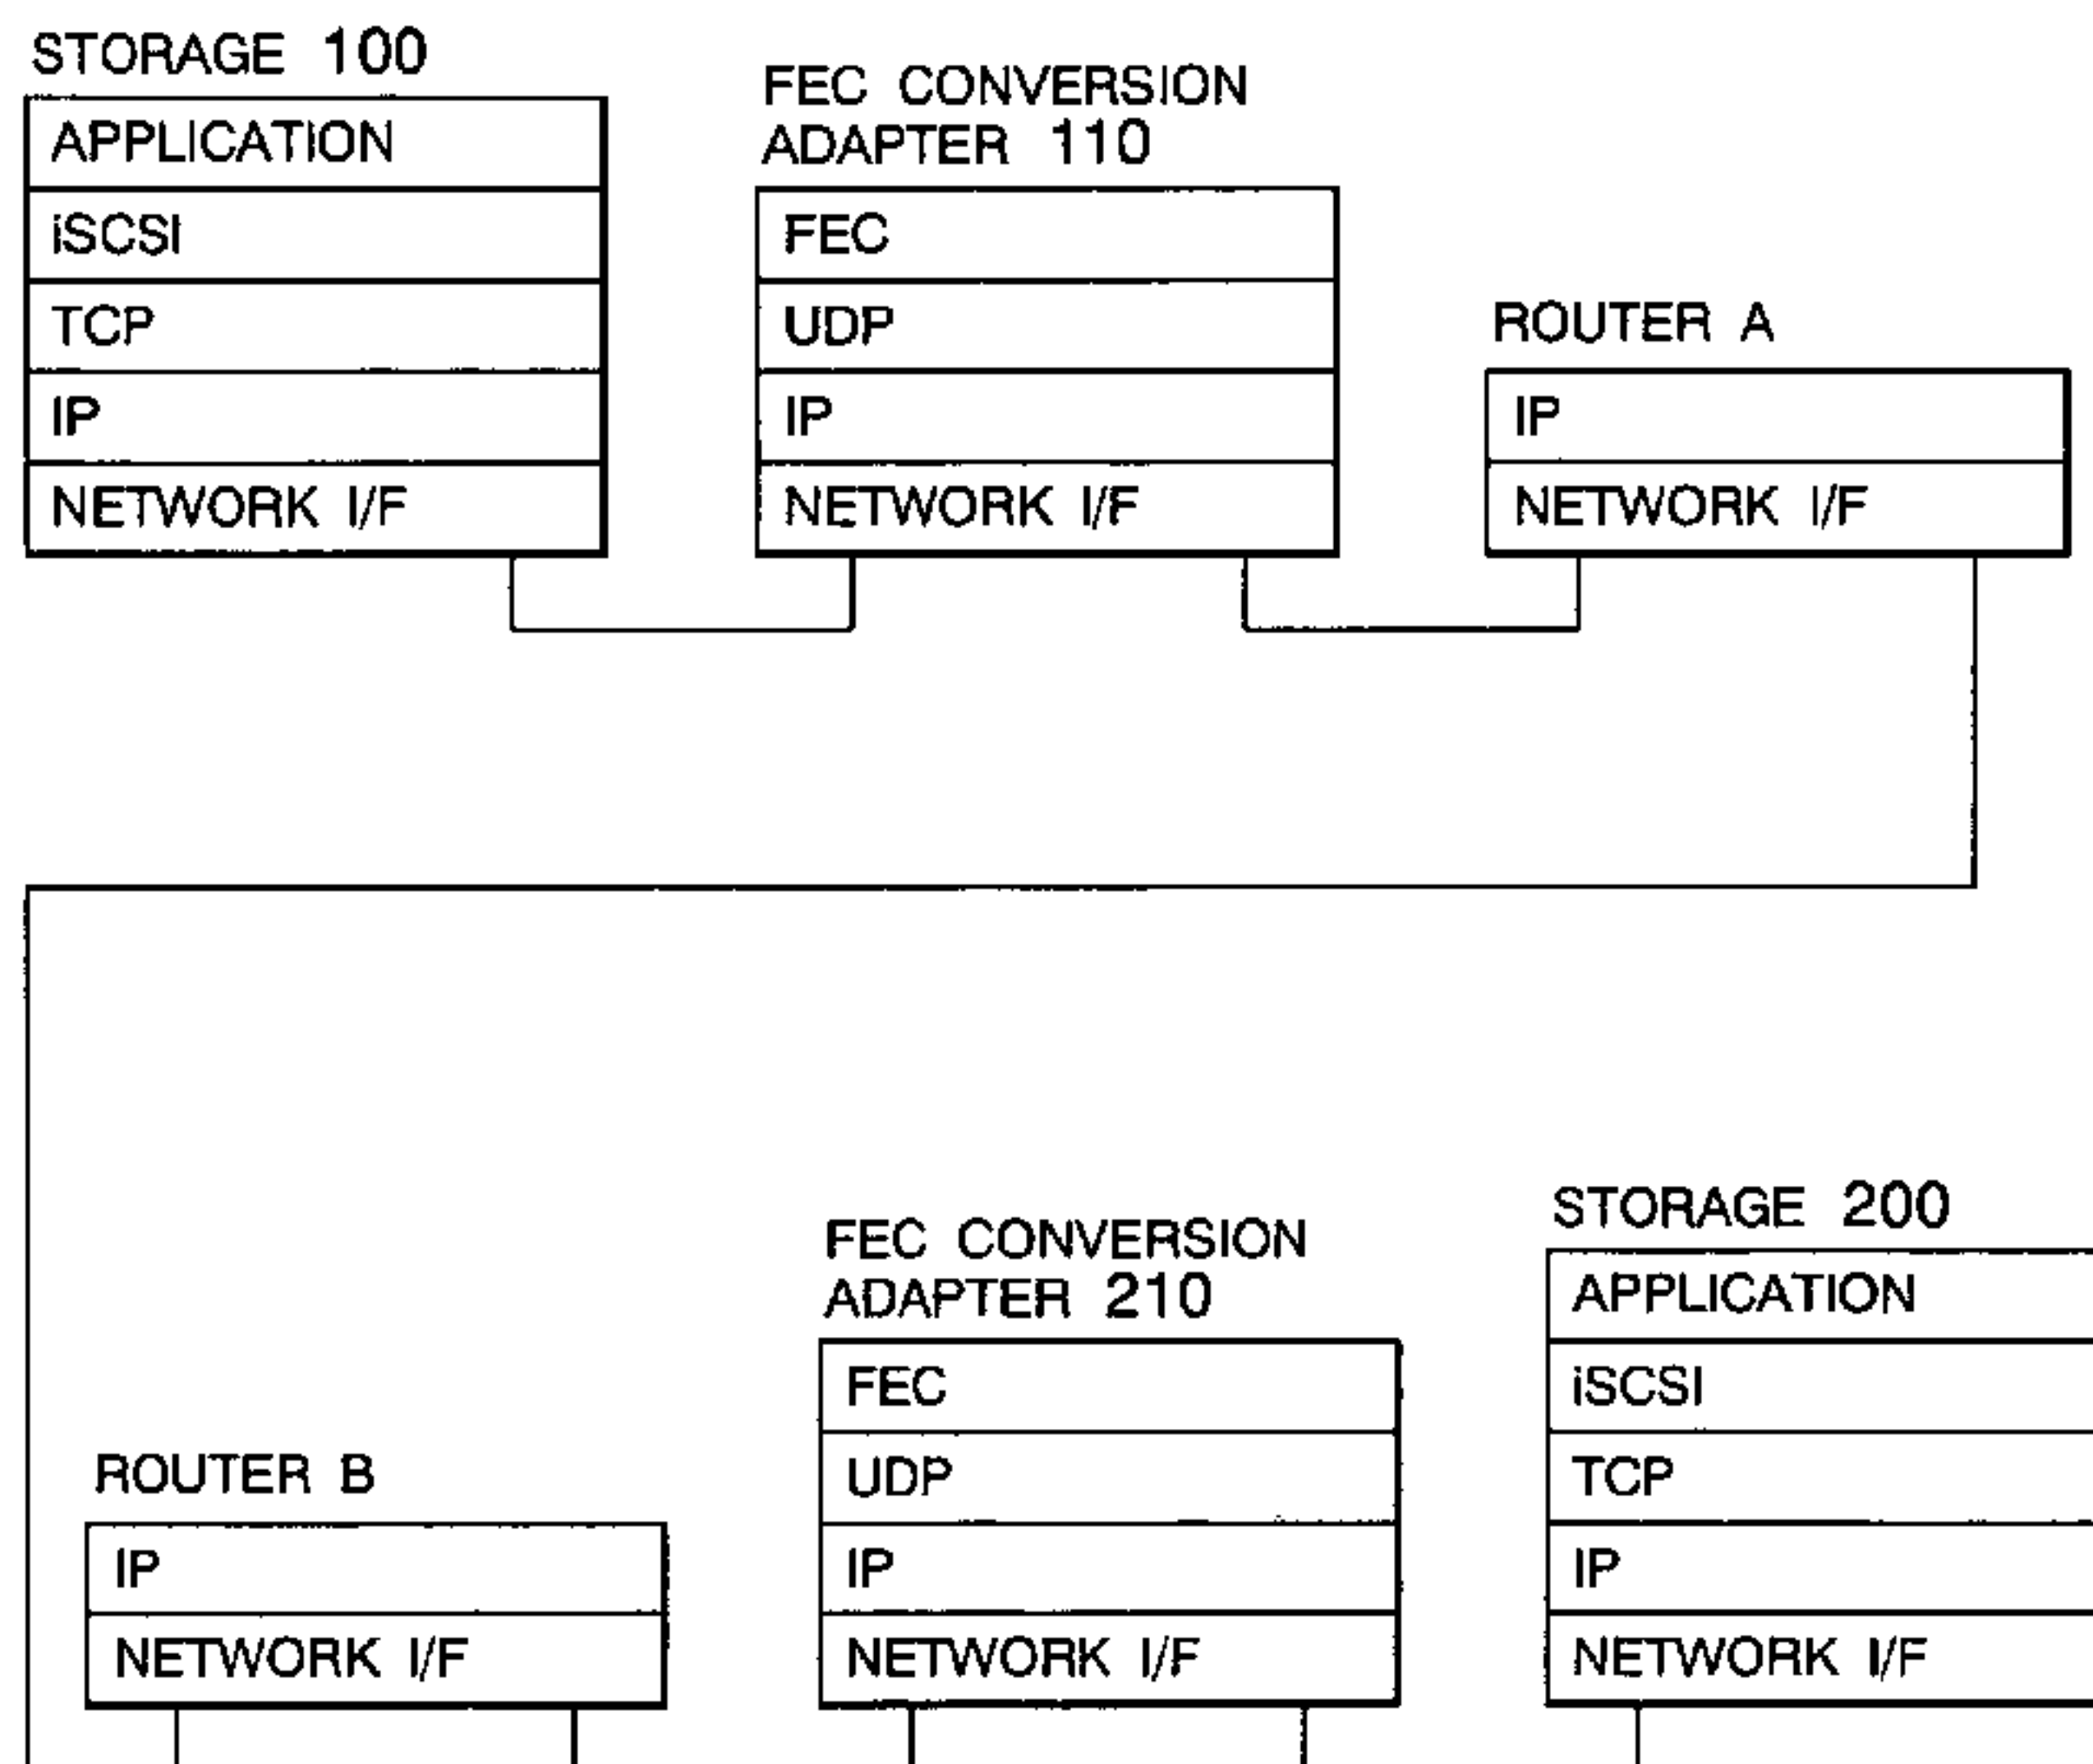 STORAGE 100
APPLICATION
iSCSI
TCP
IP
NETWORK I/F
FEC CONVERSION
ADAPTER 110
FEC
UDP
IP
NETWORK I/F
ROUTER A
IP
NETWORK I/F
ROUTER B
IP
NETWORK I/F
FEC CONVERSION
ADAPTER 210
FEC
UDP
IP
NETWORK I/F
STORAGE 200
APPLICATION
iSCSI
TCP
IP
NETWORK I/F